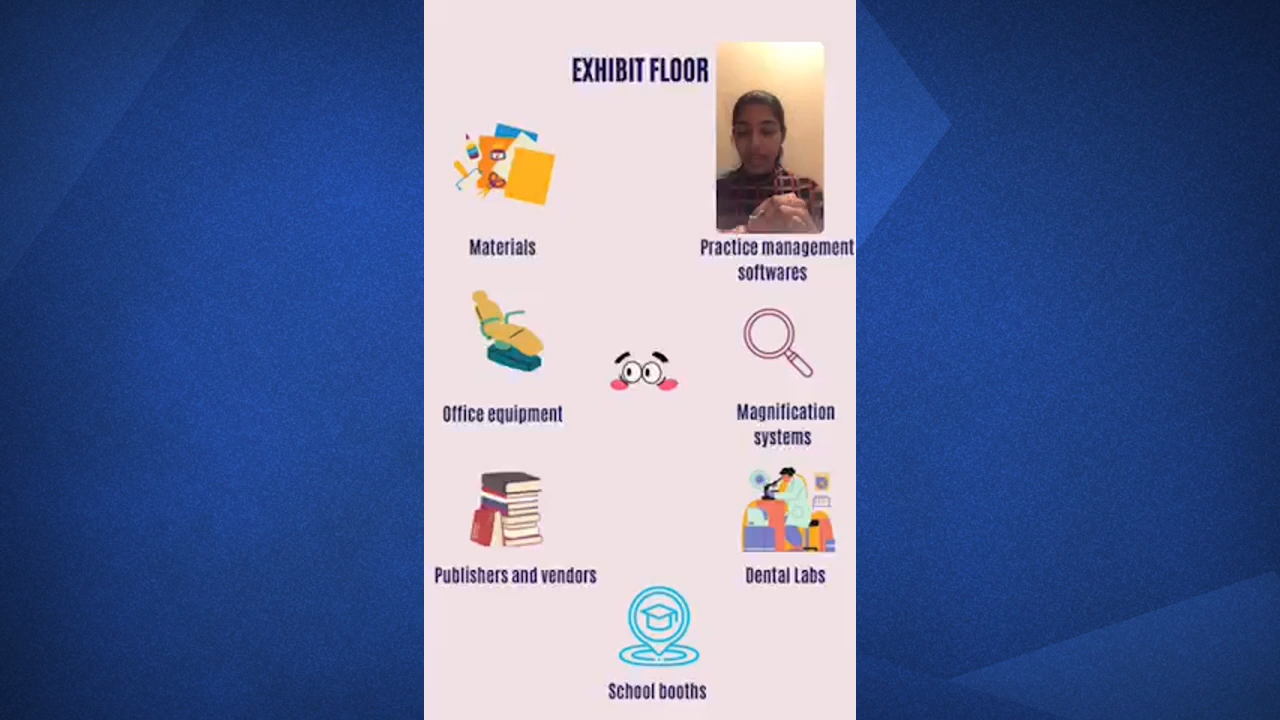 EXHIBIT FLOOR
Materials
Practice management
softwares
Office equipment
Magnification
systems
Publishers and vendors
Dental Labs
School booths